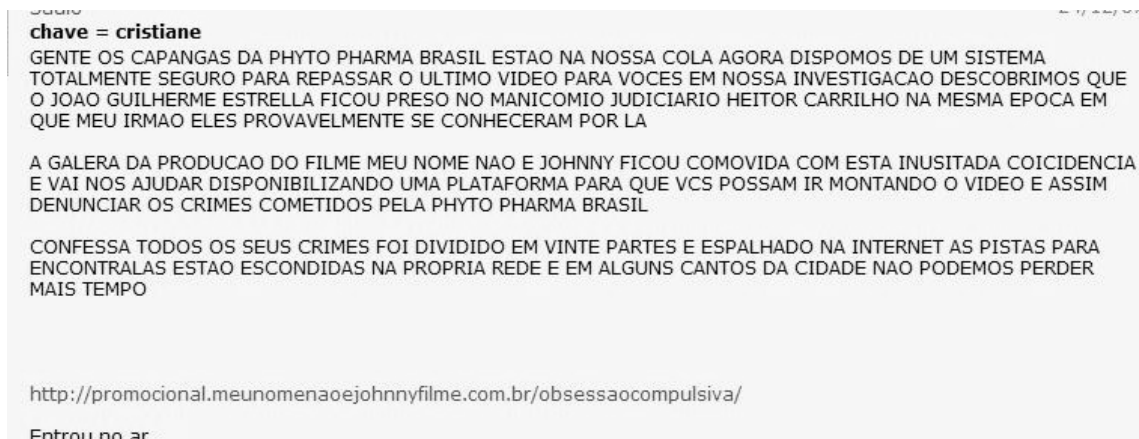 chave = cristiane
GENTE OS CAPANGAS DA PHYTO PHARMA BRASIL ESTAO NA NOSSA COLA AGORA DISPOMOS DE UM SISTEMA
TOTALMENTE SEGURO PARA REPASSAR O ULTIMO VIDEO PARA VOCES EM NOSSA INVESTIGACAO DESCOBRIMOS QUE
O JOAO GUILHERME ESTRELLA FICOU PRESO NO MANICOMIO JUDICIARIO HEITOR CARRILHO NA MESMA EPOCA EM
QUE MEU IRMAO ELES PROVAVELMENTE SE CONHECERAM POR LA
A GALERA DA PRODUCAO DO FILME MEU NOME NAO E JOHNNY FICOU COMOVIDA COM ESTA INUSITADA COICIDENCIA
E VAI NOS AJUDAR DISPONIBILIZANDO UMA PLATAFORMA PARA QUE VCS POSSAM IR MONTANDO O VIDEO E ASSIM
DENUNCIAR OS CRIMES COMETIDOS PELA PHYTO PHARMA BRASIL
CONFESSA TODOS OS SEUS CRIMES FOI DIVIDIDO EM VINTE PARTES E ESPALHADO NA INTERNET AS PISTAS PARA
ENCONTRALAS ESTAO ESCONDIDAS NA PROPRIA REDE E EM ALGUNS CANTOS DA CIDADE NAO PODEMOS PERDER
MAIS TEMPO
http://promocional.meunomenaoejohnnyfilme.com.br/obsessaocompulsiva/
Entrou no ar